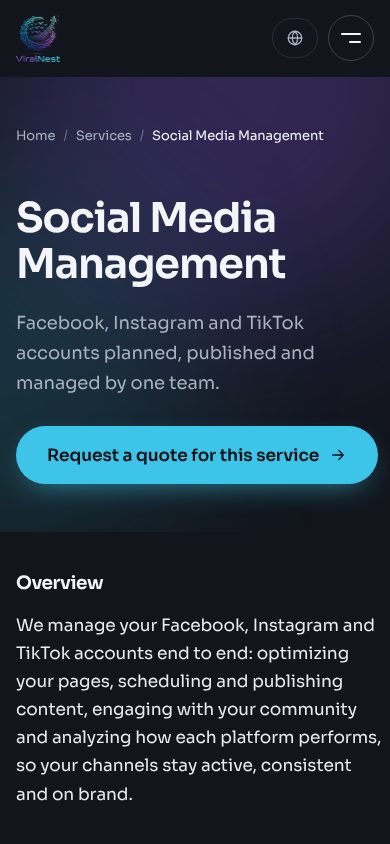 ViralNest
Home / Services / Social Media Management
Social Media
Management
Facebook, Instagram and TikTok
accounts planned, published and
managed by one team.
Request a quote for this service →
Overview
We manage your Facebook, Instagram and
TikTok accounts end to end: optimizing
your pages, scheduling and publishing
content, engaging with your community
and analyzing how each platform performs,
so your channels stay active, consistent
and on brand.